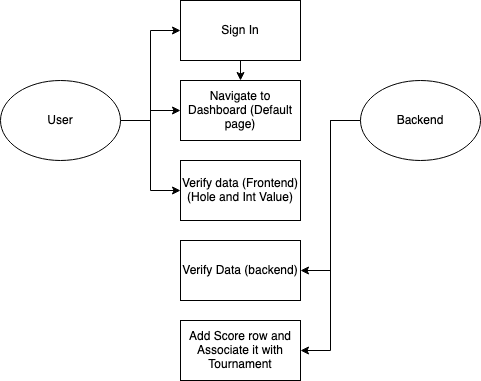 Sign In
User
Navigate to
Dashboard (Default
page)
Backend
Verify data (Frontend)
(Hole and Int Value)
Verify Data (backend)
Add Score row and
Associate it with
Tournament